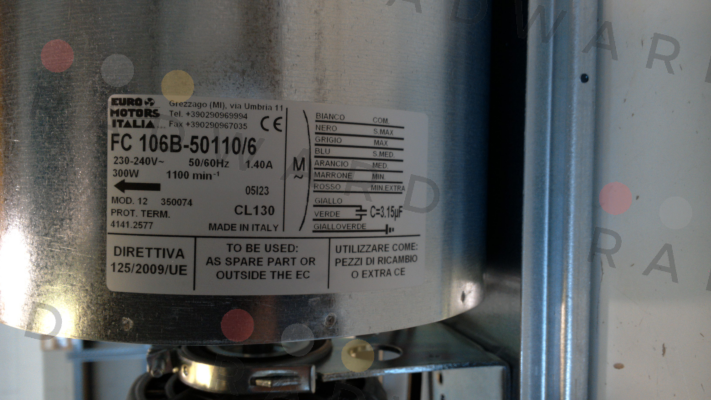 EURO
MOTORS
ITALIA
Grezzago (MI), via Umbria 11
Tel. +390290969994
Fax +390290967035
CE
FC 106B-50110/6
230-240V~ 50/60Hz 1.40A
300W 1100 min-1
05I23
MOD. 12 350074
PROT. TERM. CL130
4141.2577 MADE IN ITALY
M
~
BIANCO COM.
NERO S.MAX
GRIGIO MAX
BLU S.MED
ARANCIO MED
MARRONE MIN
ROSSO MIN.EXTRA
GIALLO
VERDE C=3.15µF
GIALLOVERDE
DIRETTIVA
125/2009/UE
TO BE USED:
AS SPARE PART OR
OUTSIDE THE EC
UTILIZZARE COME:
PEZZI DI RICAMBIO
O EXTRA CE